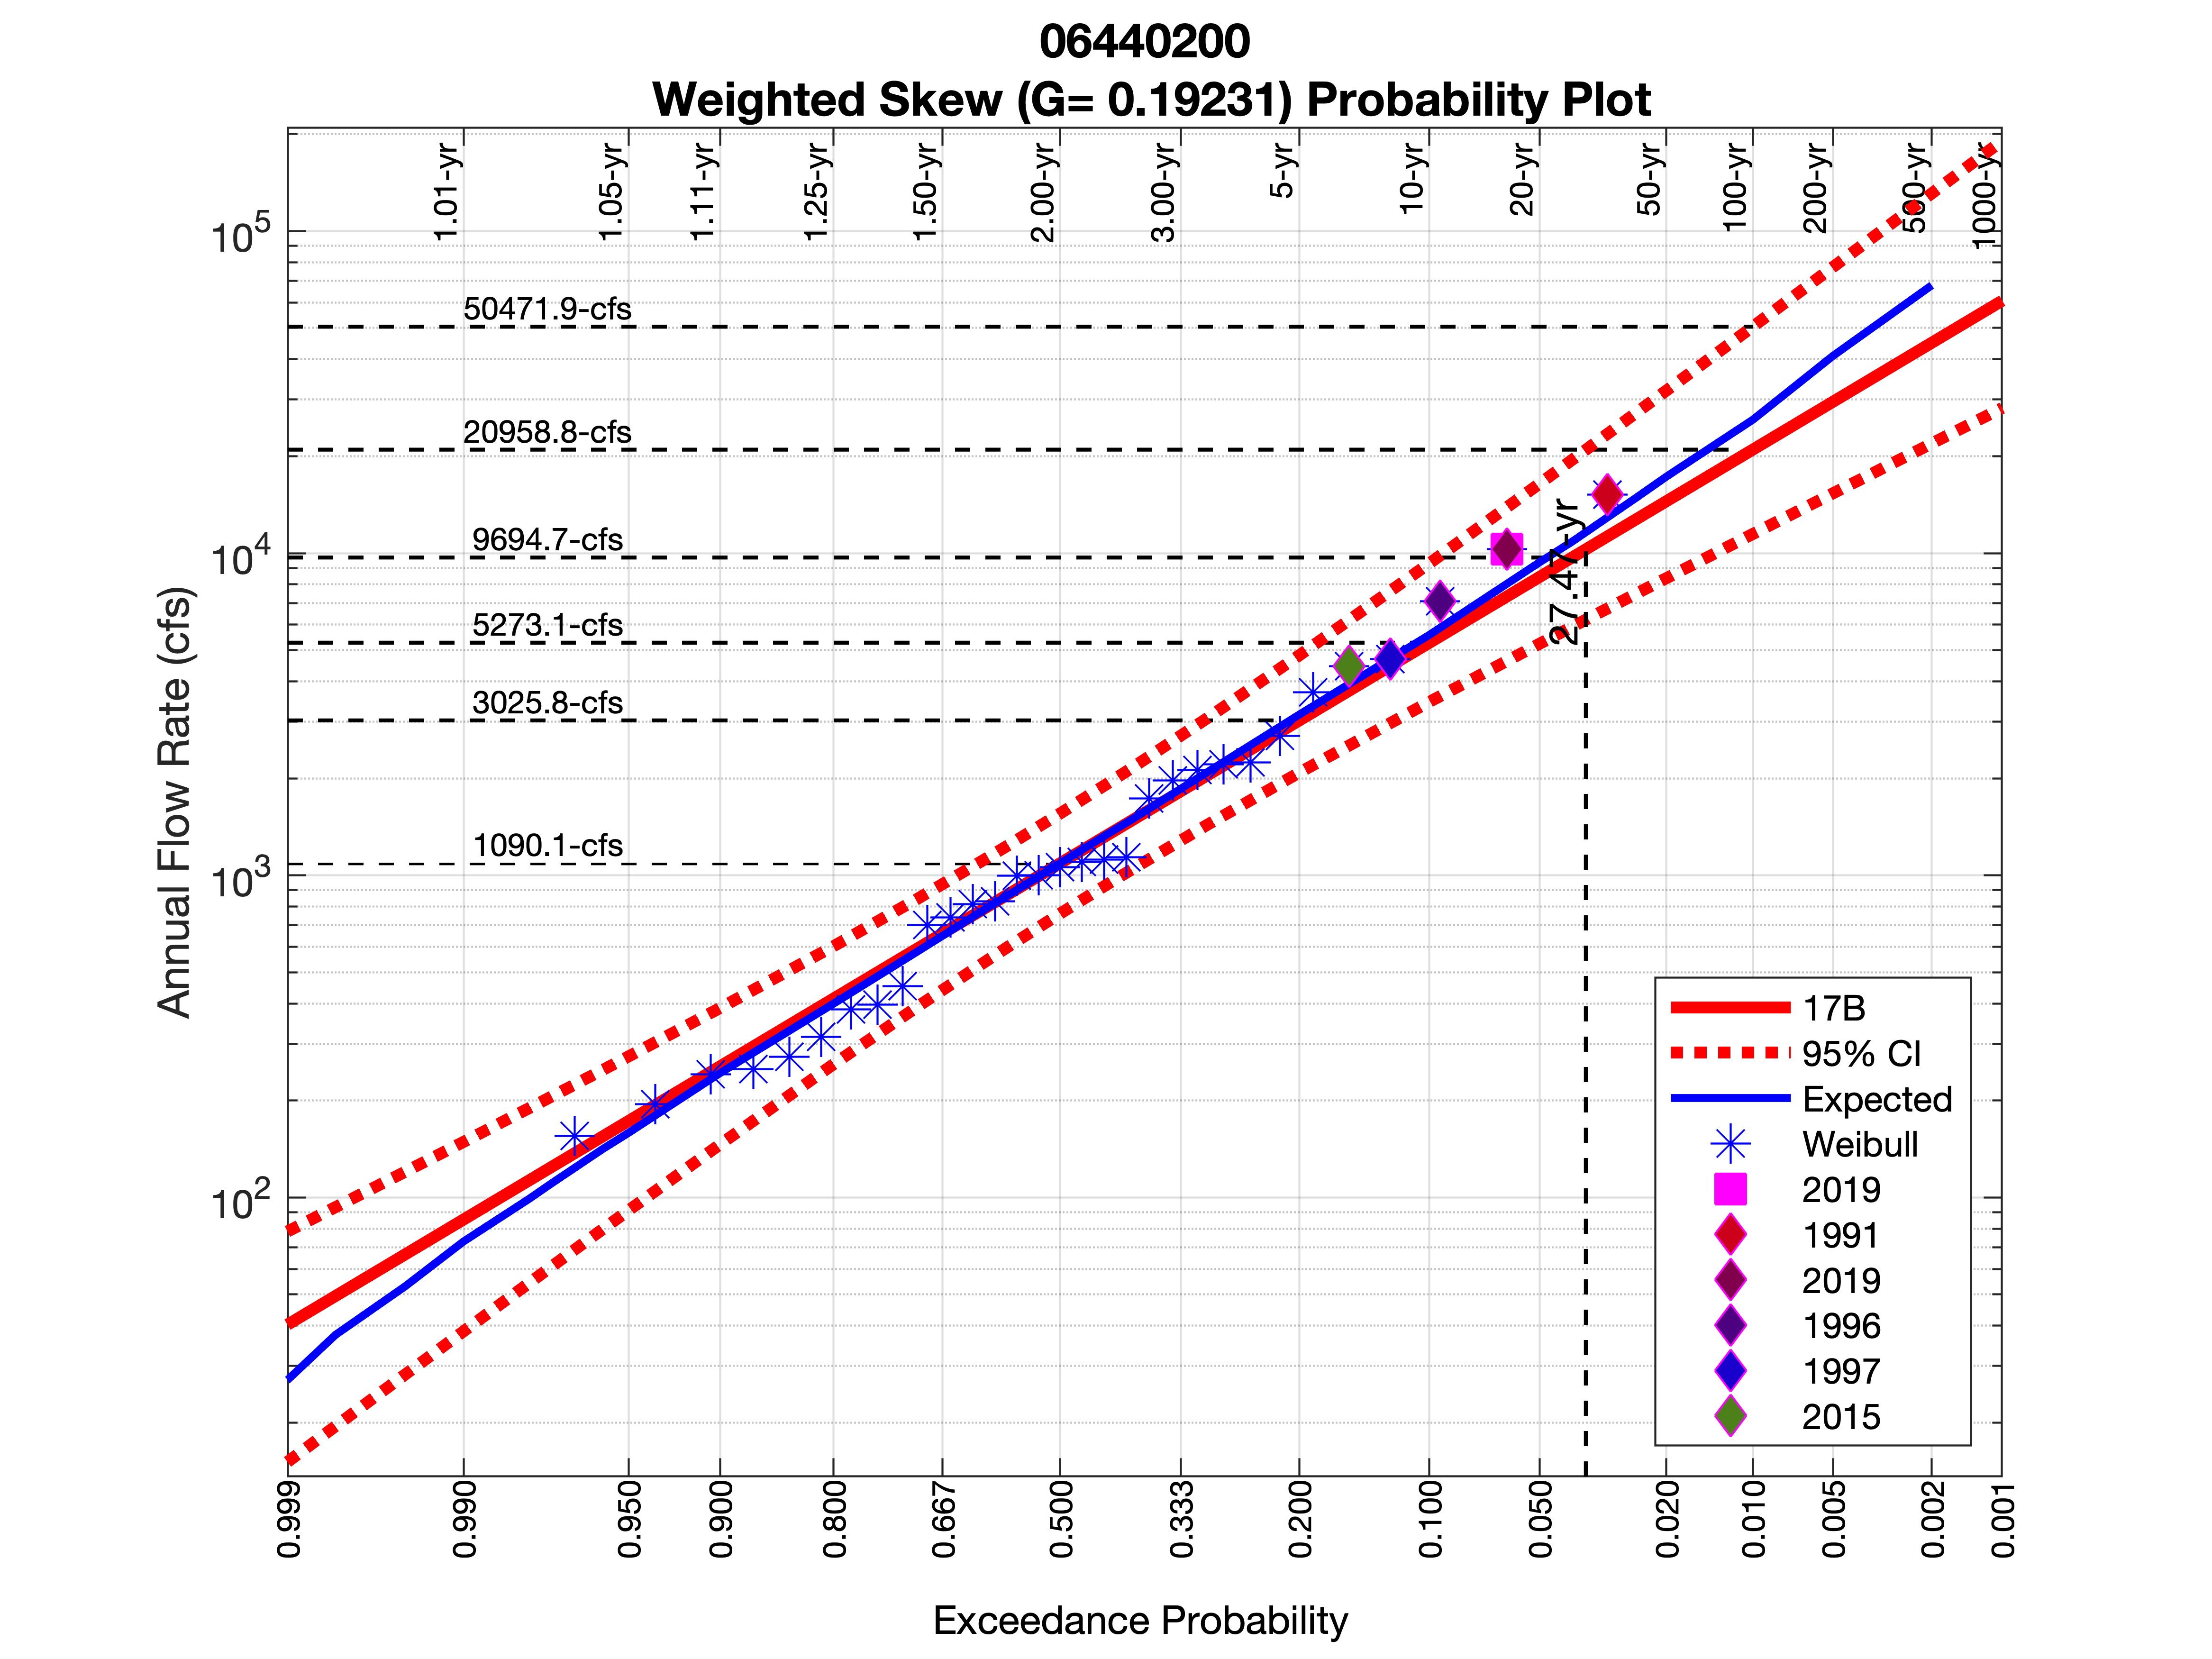 06440200
Weighted Skew (G= 0.19231) Probability Plot
1.01-yr
1.05-yr
1.11-yr
1.25-yr
1.50-yr
2.00-yr
3.00-yr
5-yr
10-yr
20-yr
50-yr
100-yr
200-yr
500-yr
1000-yr
10^5
10^4
10^3
10^2
Annual Flow Rate (cfs)
50471.9-cfs
20958.8-cfs
9694.7-cfs
5273.1-cfs
3025.8-cfs
1090.1-cfs
27.47-yr
17B
95% CI
Expected
Weibull
2019
1991
2019
1996
1997
2015
0.999
0.990
0.950
0.900
0.800
0.667
0.500
0.333
0.200
0.100
0.050
0.020
0.010
0.005
0.002
0.001
Exceedance Probability